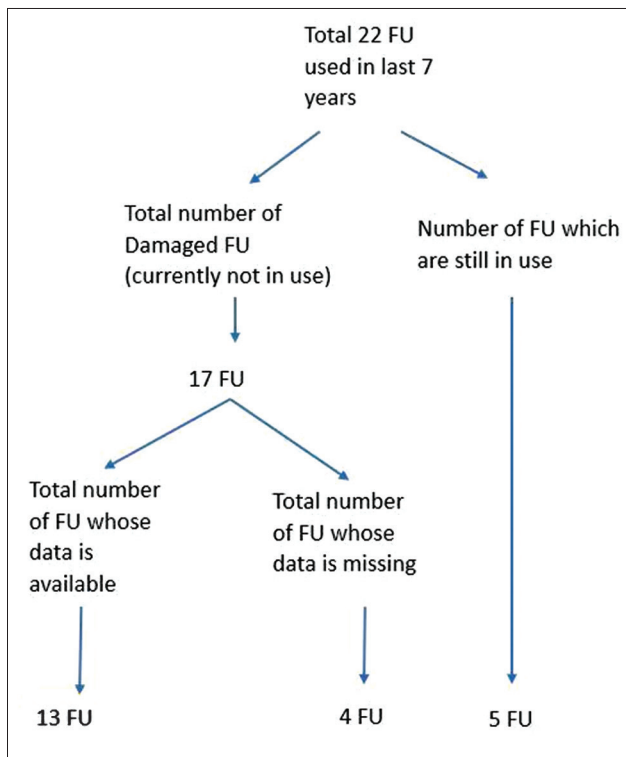 Total 22 FU
used in last 7
years
Total number of
Damaged FU
(currently not in use)
Number of FU which
are still in use
17 FU
Total number
of FU whose
data is
available
Total number
of FU whose
data is missing
13 FU
4 FU
5 FU